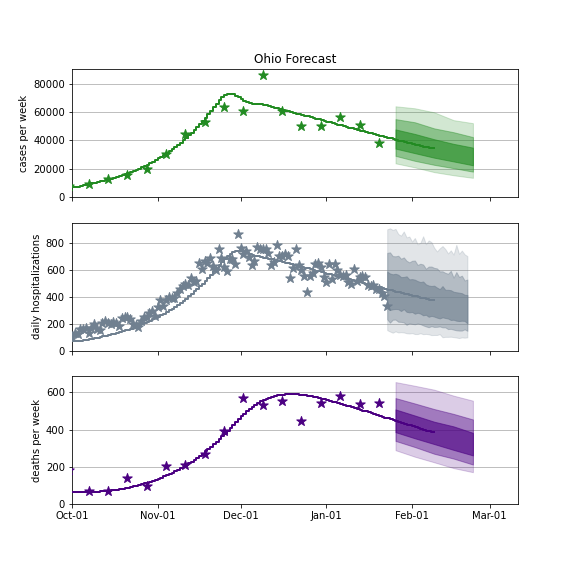 Ohio Forecast
cases per week
80000
60000
40000
20000
0
daily hospitalizations
800
600
400
200
0
deaths per week
600
400
200
0
Oct-01 Nov-01 Dec-01 Jan-01 Feb-01 Mar-01